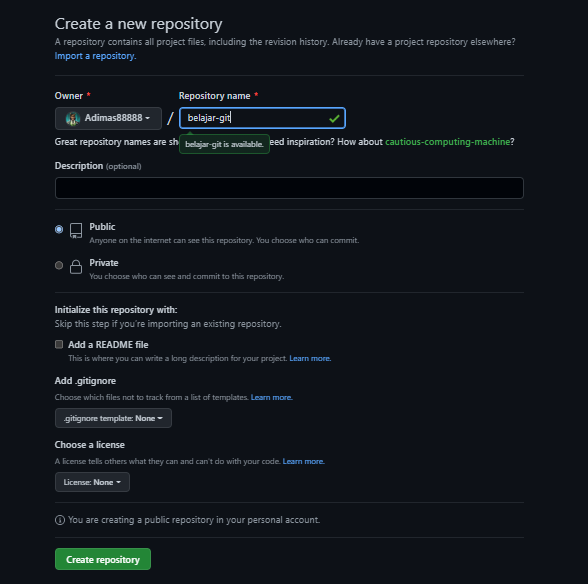 Create a new repository
A repository contains all project files, including the revision history. Already have a project repository elsewhere?
Import a repository.
Owner *
Repository name *
Adimas88888
/
belajar-git
Great repository names are sh
eed inspiration? How about cautious-computing-machine?
belajar-git is available.
Description (optional)
Public
Anyone on the internet can see this repository. You choose who can commit.
Private
You choose who can see and commit to this repository.
Initialize this repository with:
Skip this step if you're importing an existing repository.
Add a README file
This is where you can write a long description for your project. Learn more.
Add .gitignore
Choose which files not to track from a list of templates. Learn more.
.gitignore template: None
Choose a license
A license tells others what they can and can't do with your code. Learn more.
License: None
You are creating a public repository in your personal account.
Create repository